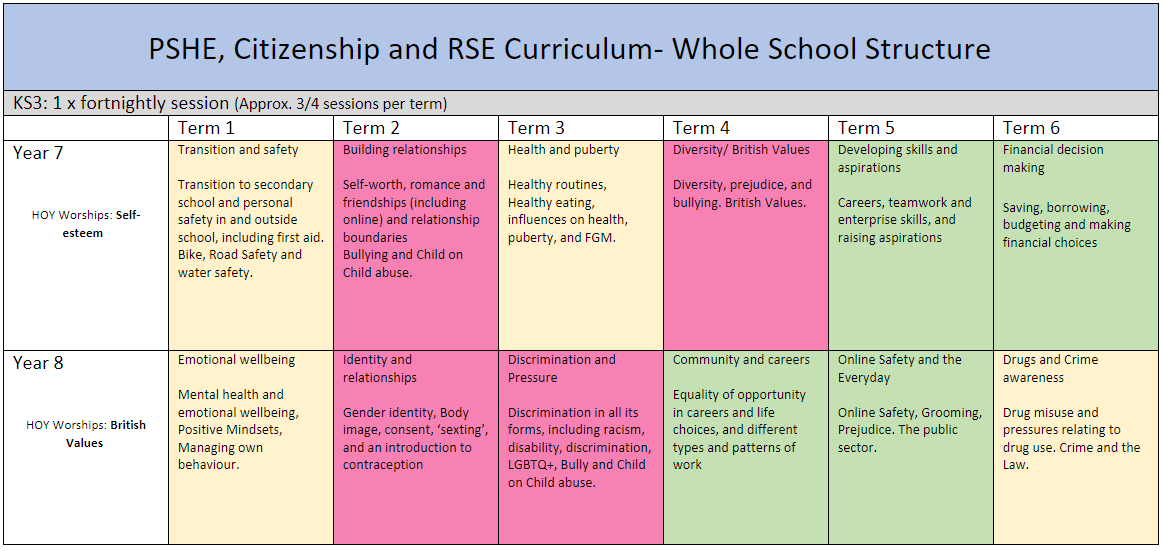 PSHE, Citizenship and RSE Curriculum- Whole School Structure
KS3: 1 x fortnightly session (Approx. 3/4 sessions per term)
Term 1
Term 2
Term 3
Term 4
Term 5
Term 6
Year 7
HOY Worships: Self-
esteem
Transition and safety
Transition to secondary
school and personal
safety in and outside
school, including first aid.
Bike, Road Safety and
water safety.
Building relationships
Self-worth, romance and
friendships (including
online) and relationship
boundaries
Bullying and Child on
Child abuse.
Health and puberty
Healthy routines,
Healthy eating,
influences on health,
puberty, and FGM.
Diversity/ British Values
Diversity, prejudice, and
bullying. British Values.
Developing skills and
aspirations
Careers, teamwork and
enterprise skills, and
raising aspirations
Financial decision
making
Saving, borrowing,
budgeting and making
financial choices
Year 8
HOY Worships: British
Values
Emotional wellbeing
Mental health and
emotional wellbeing,
Positive Mindsets,
Managing own
behaviour.
Identity and
relationships
Gender identity, Body
image, consent, ‘sexting’,
and an introduction to
contraception
Discrimination and
Pressure
Discrimination in all its
forms, including racism,
disability, discrimination,
LGBTQ+, Bully and Child
on Child abuse.
Community and careers
Equality of opportunity
in careers and life
choices, and different
types and patterns of
work
Online Safety and the
Everyday
Online Safety, Grooming,
Prejudice. The public
sector.
Drugs and Crime
awareness
Drug misuse and
pressures relating to
drug use. Crime and the
Law.